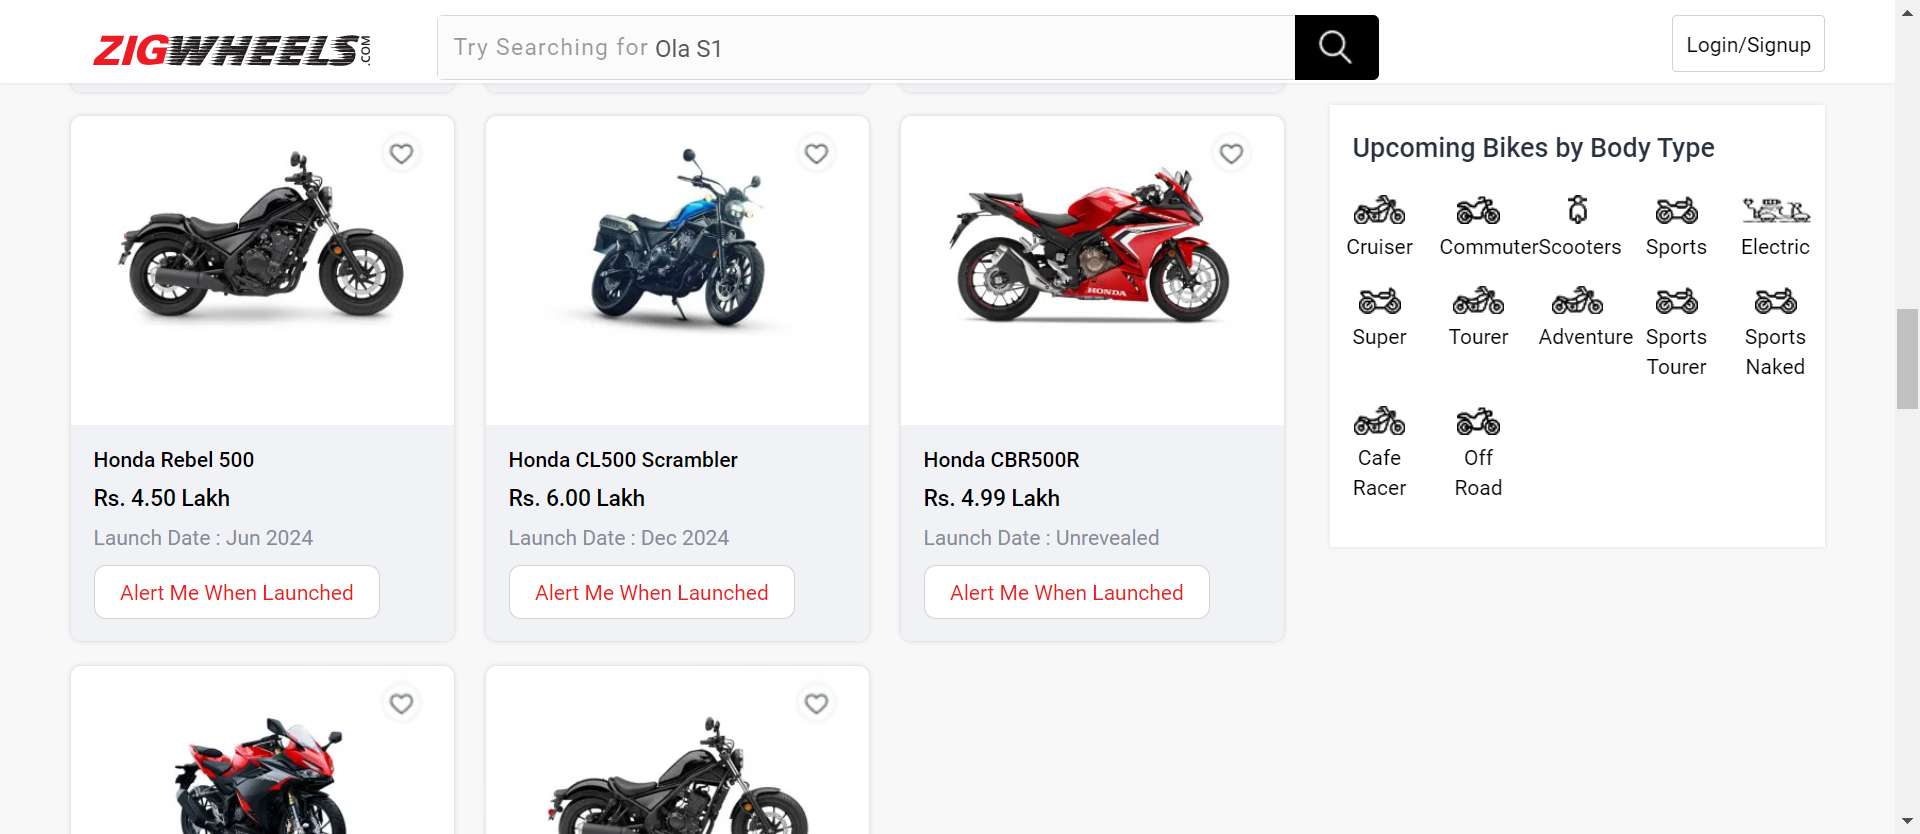 ZIGWHEELS.COM
Try Searching for Ola S1
Login/Signup
Honda Rebel 500
Rs. 4.50 Lakh
Launch Date : Jun 2024
Alert Me When Launched
Honda CL500 Scrambler
Rs. 6.00 Lakh
Launch Date : Dec 2024
Alert Me When Launched
HONDA
Honda CBR500R
Rs. 4.99 Lakh
Launch Date : Unrevealed
Alert Me When Launched
Upcoming Bikes by Body Type
Cruiser
Commuter
Scooters
Sports
Electric
Super
Tourer
Adventure
Sports
Tourer
Sports
Naked
Cafe
Racer
Off
Road